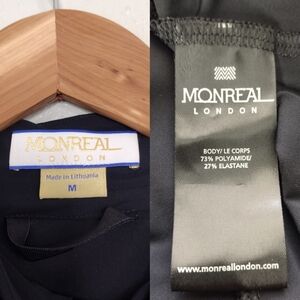 MONREAL
LONDON
Made in Lithuania
M
MONREAL
LONDON
BODY/ LE CORPS
73% POLYAMIDE/
27% ELASTANE
www.monreallondon.com